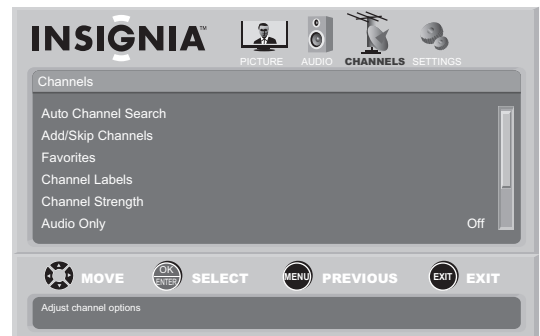 INSIGNIA™
PICTURE AUDIO CHANNELS SETTINGS
Channels
Auto Channel Search
Add/Skip Channels
Favorites
Channel Labels
Channel Strength
Audio Only Off
MOVE OK ENTER SELECT MENU PREVIOUS EXIT EXIT
Adjust channel options